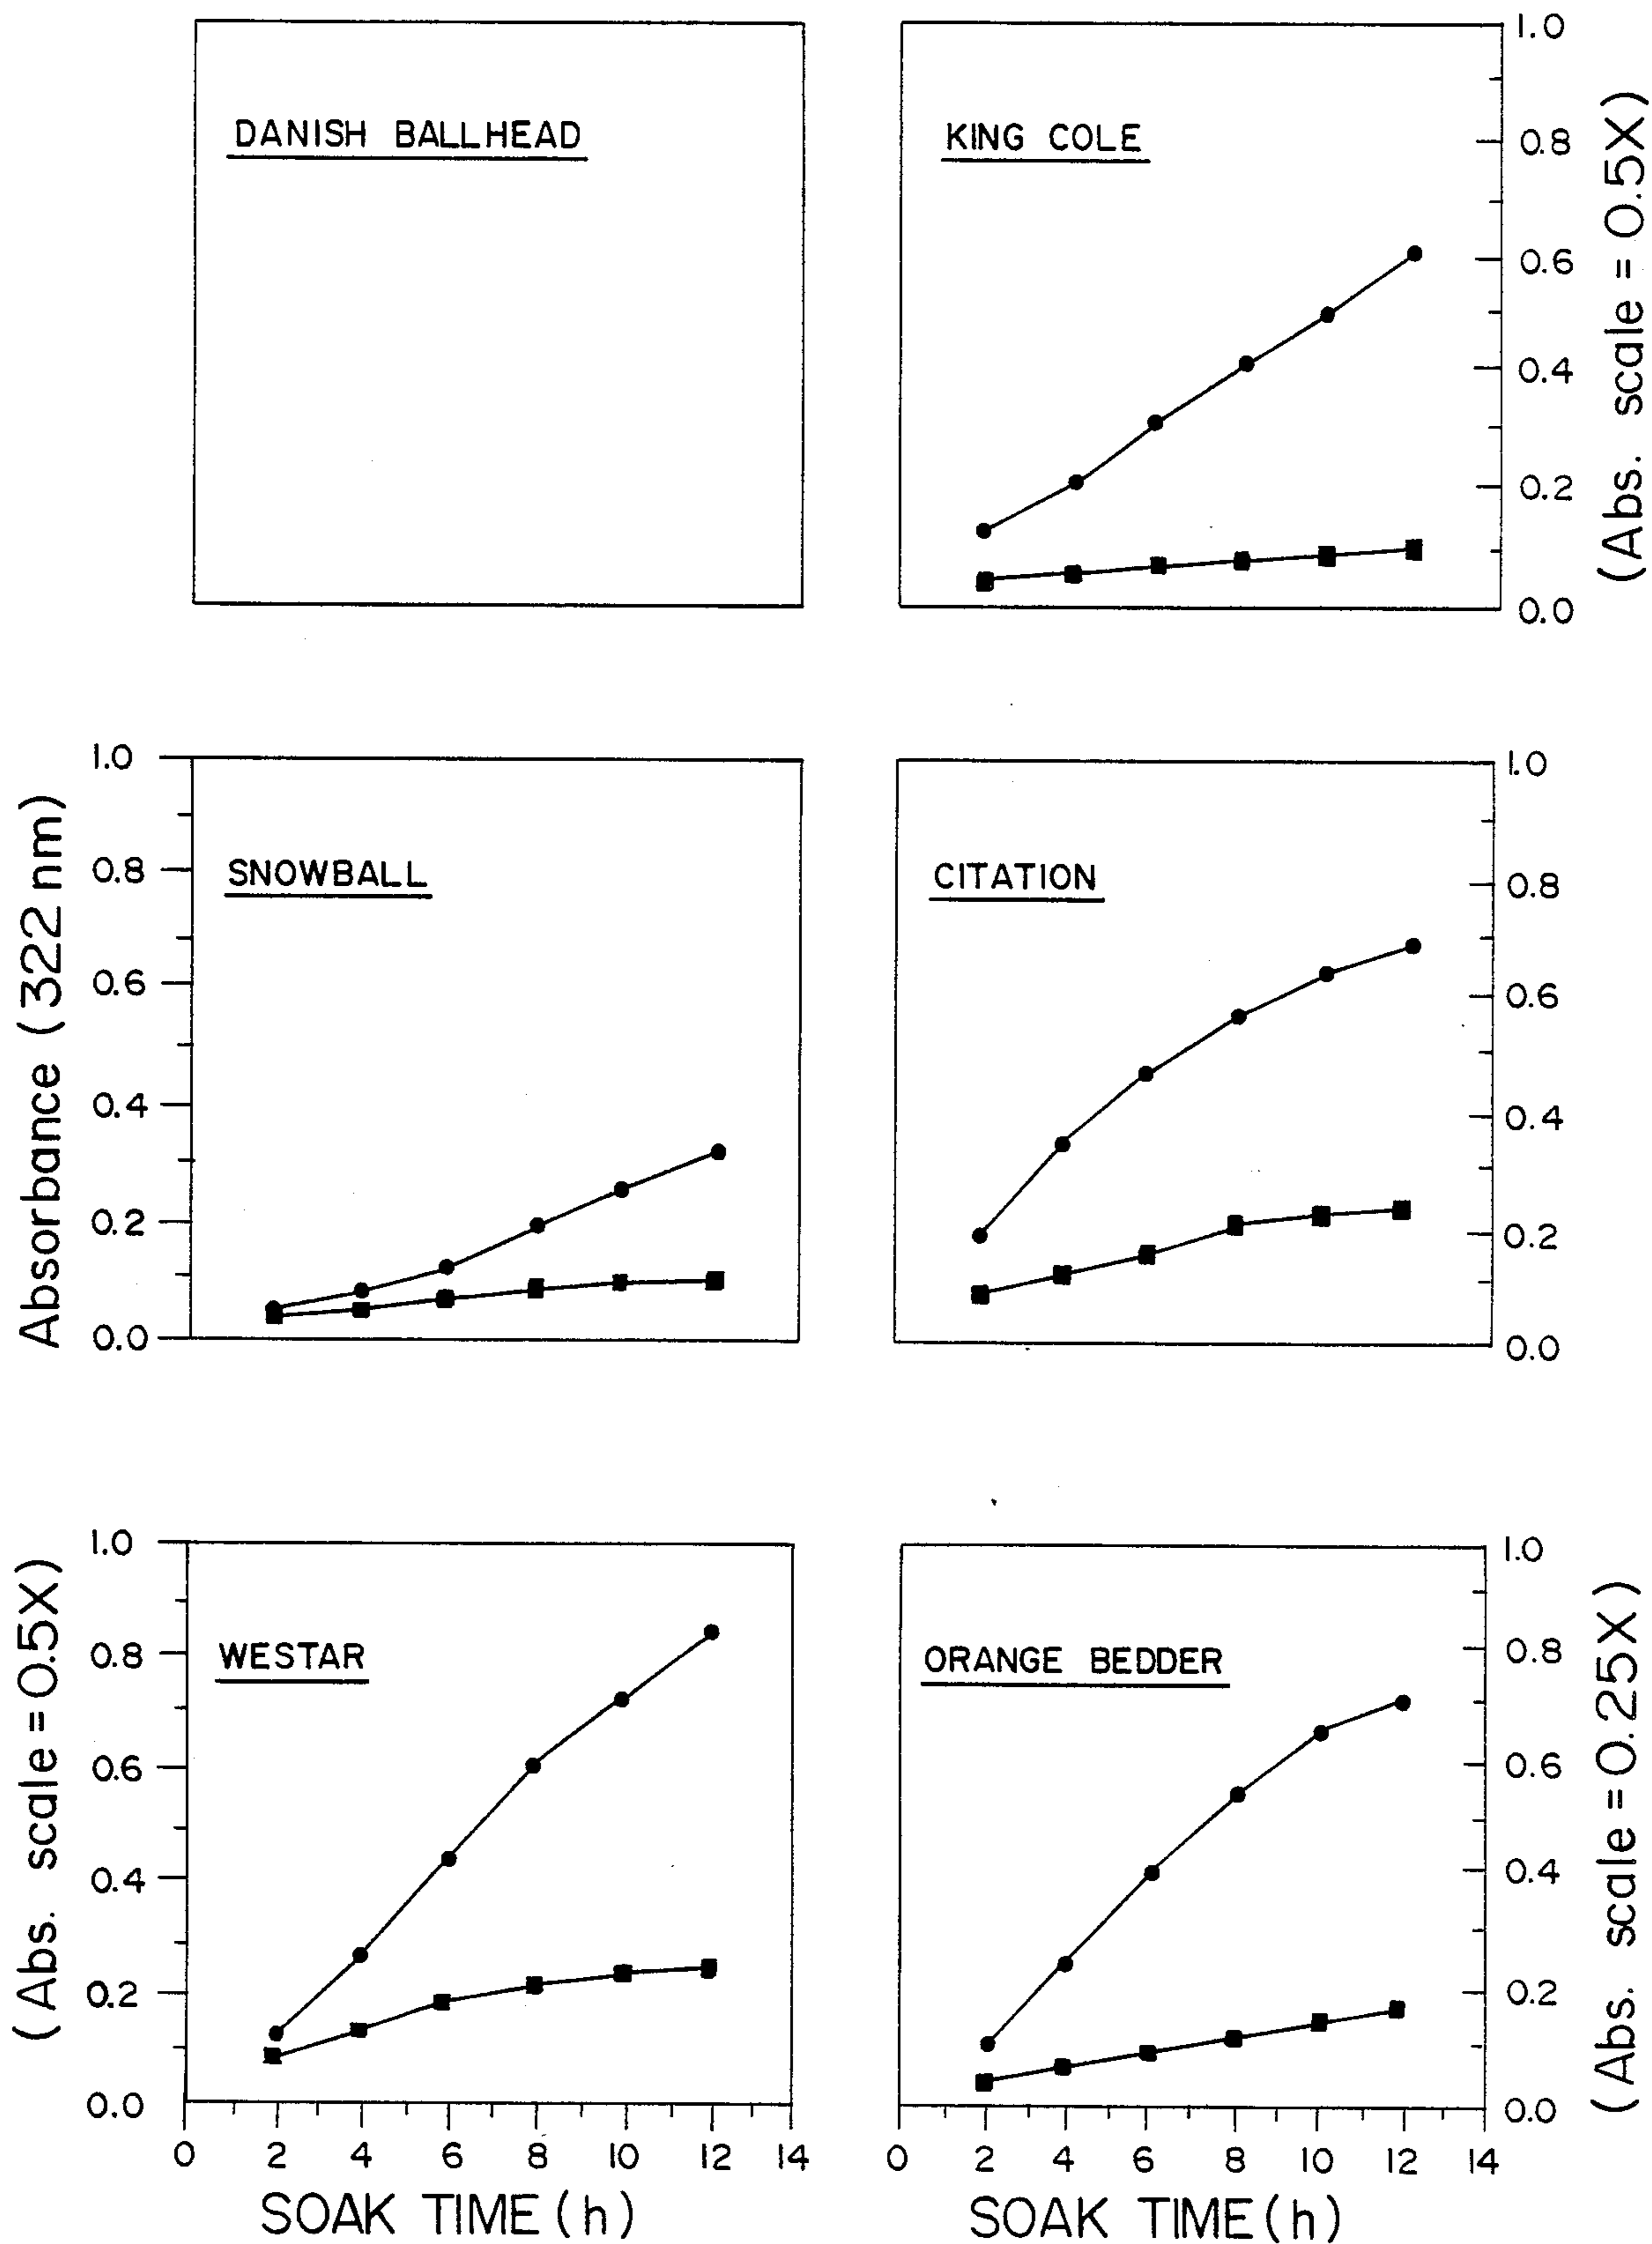 DANISH BALLHEAD
KING COLE
1.0
0.8
0.6
0.4
0.2
0.0
(Abs. scale = 0.5X)
Absorbance (322 nm)
1.0
0.8
0.6
0.4
0.2
0.0
SNOWBALL
CITATION
1.0
0.8
0.6
0.4
0.2
0.0
(Abs. scale = 0.5X)
1.0
0.8
0.6
0.4
0.2
0.0
WESTAR
0 2 4 6 8 10 12 14
SOAK TIME (h)
ORANGE BEDDER
1.0
0.8
0.6
0.4
0.2
0.0
(Abs. scale = 0.25X)
0 2 4 6 8 10 12 14
SOAK TIME (h)